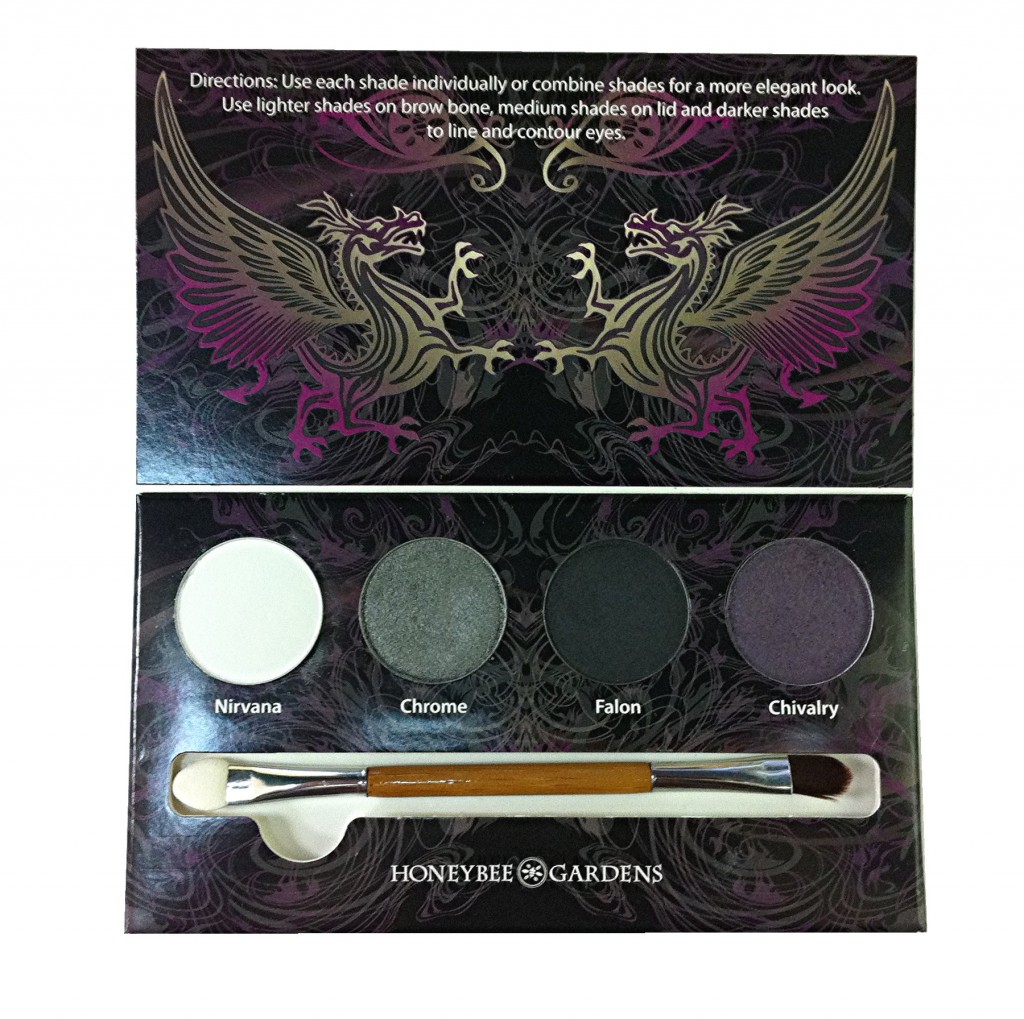 Directions: Use each shade individually or combine shades for a more elegant look.
Use lighter shades on brow bone, medium shades on lid and darker shades
to line and contour eyes.
Nirvana Chrome Falon Chivalry
HONEYBEE GARDENS